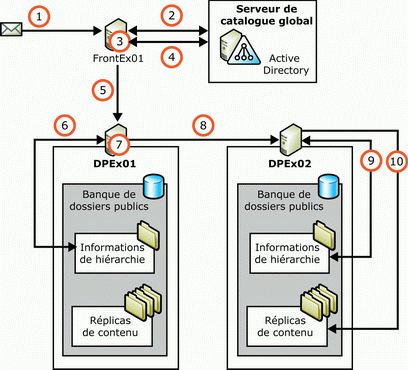 1
2
Serveur de
catalogue global
3
4
FrontEx01
Active
Directory
5
6
7
8
9
10
DPEx01
DPEx02
Banque de
dossiers publics
Informations
de hiérarchie
Réplicas
de contenu
Banque de
dossiers publics
Informations
de hiérarchie
Réplicas
de contenu